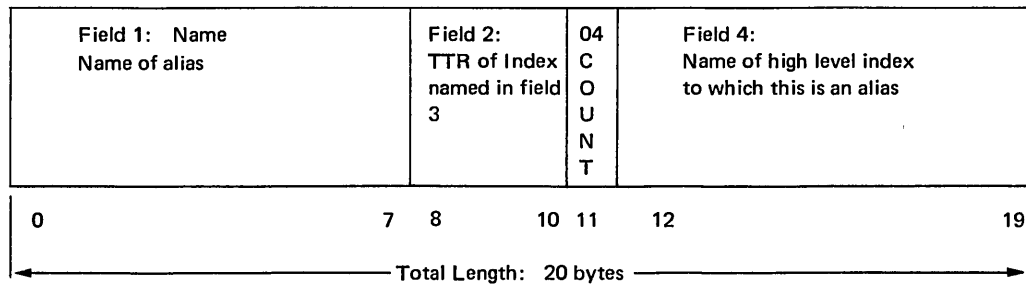 Field 1: Name
Name of alias
Field 2:
TTR of Index
named in field
3
04
C
O
U
N
T
Field 4:
Name of high level index
to which this is an alias
0 7 8 10 11 12 19
Total Length: 20 bytes